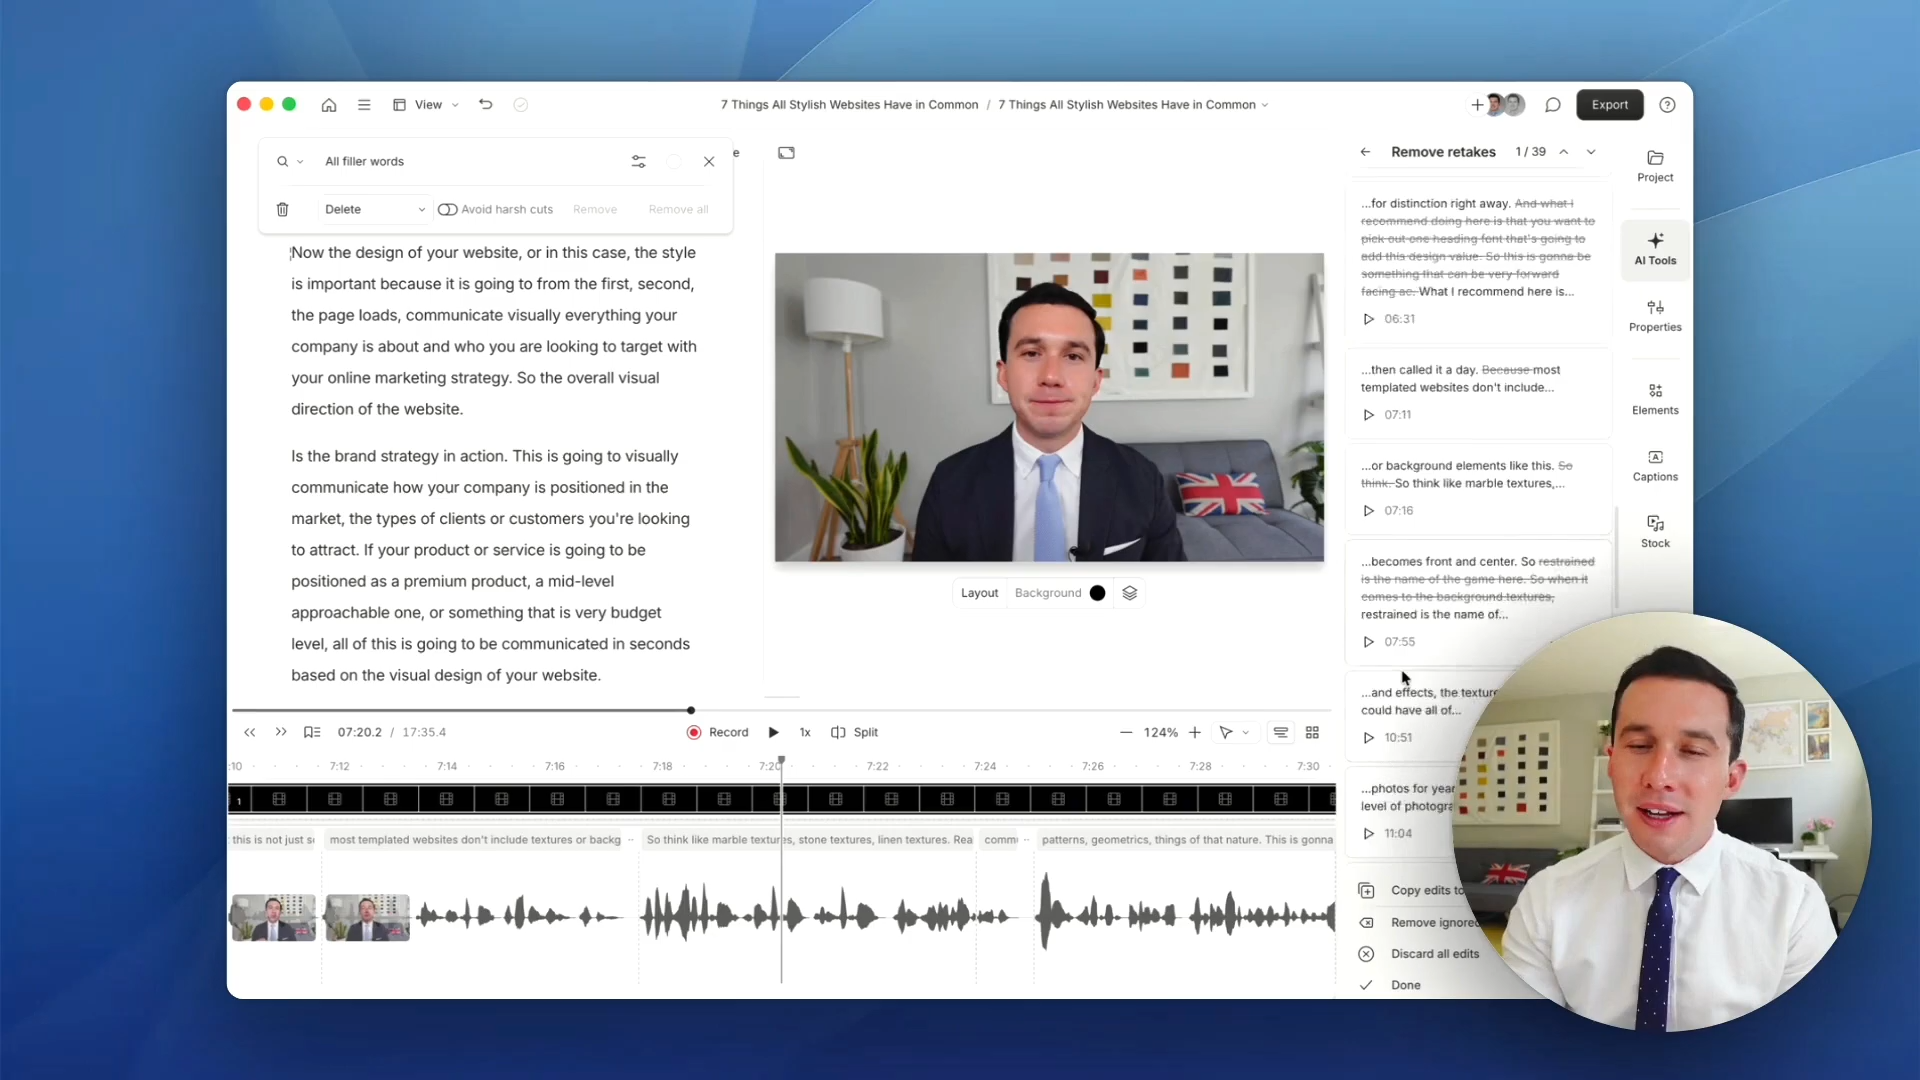 View
7 Things All Stylish Websites Have in Common / 7 Things All Stylish Websites Have in Common
Export
All filler words
Delete
Avoid harsh cuts
Remove
Remove all
Now the design of your website, or in this case, the style
is important because it is going to from the first, second,
the page loads, communicate visually everything your
company is about and who you are looking to target with
your online marketing strategy. So the overall visual
direction of the website.
Is the brand strategy in action. This is going to visually
communicate how your company is positioned in the
market, the types of clients or customers you're looking
to attract. If your product or service is going to be
positioned as a premium product, a mid-level
approachable one, or something that is very budget
level, all of this is going to be communicated in seconds
based on the visual design of your website.
Layout
Background
Remove retakes
1 / 39
...for distinction right away. And what I
recommend doing here is that you want to
pick out one heading font that's going to
add this design value. So this is gonna be
something that can be very forward
facing ac. What I recommend here is...
06:31
...then called it a day. Because most
templated websites don't include...
07:11
...or background elements like this. So
think. So think like marble textures,...
07:16
...becomes front and center. So restrained
is the name of the game here. So when it
comes to the background textures,
restrained is the name of...
07:55
...and effects, the texture
could have all of...
10:51
...photos for year
level of photogra
11:04
Copy edits to
Remove ignored
Discard all edits
Done
Project
AI Tools
Properties
Elements
Captions
Stock
07:20.2 / 17:35.4
Record
1x
Split
124%
:10
7:12
7:14
7:16
7:18
7:20
7:22
7:24
7:26
7:28
7:30
1
this is not just s
most templated websites don't include textures or backg
So think like marble textures, stone textures, linen textures. Rea
comm
patterns, geometrics, things of that nature. This is gonna